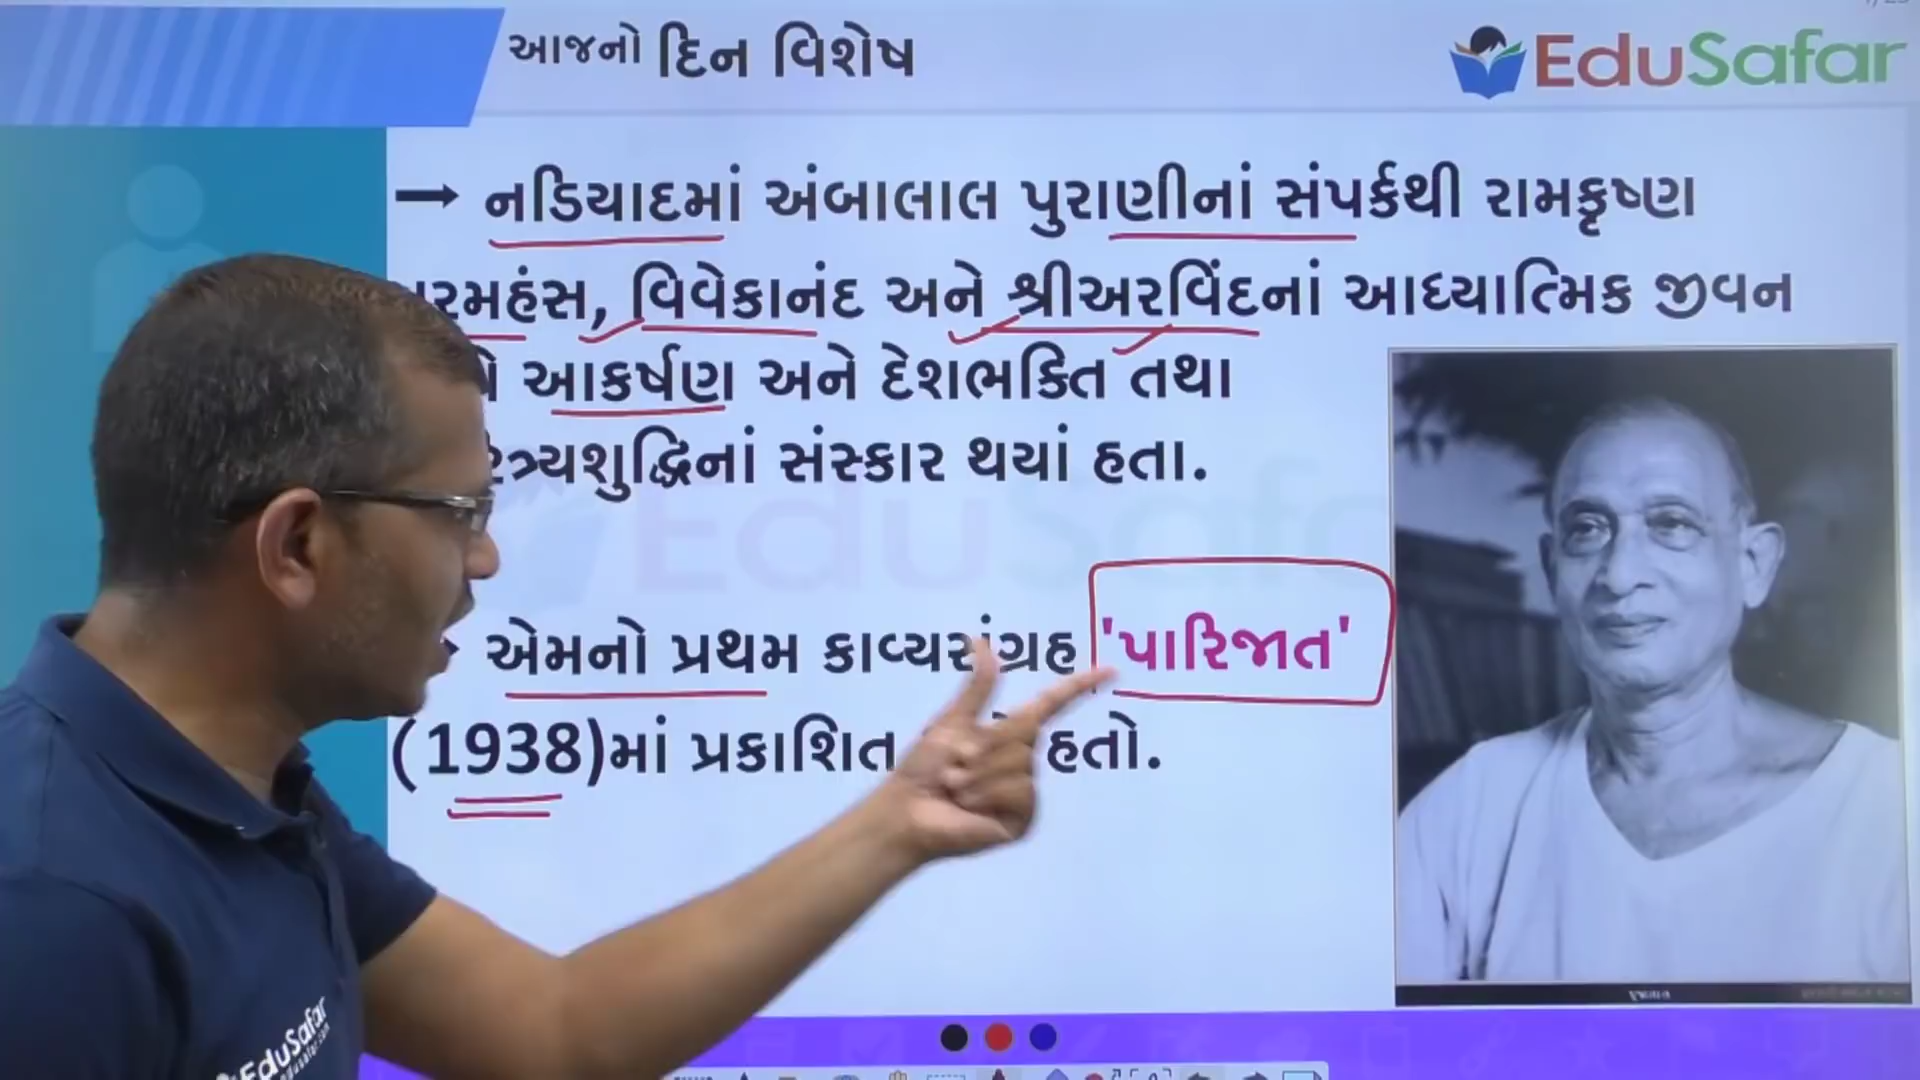 આજનો દિન વિશેષ
EduSafar
→ નડિયાદમાં અંબાલાલ પુરાણીનાં સંપર્કથી રામકૃષ્ણ
વિવેકાનંદ અને શ્રીઅરવિંદનાં આધ્યાત્મિક જીવન
આકર્ષણ અને દેશભક્તિ તથા
સંસ્કાર થયાં હતા.
EduSafar
એમનો પ્રથમ કાવ્યસંગ્રહ 'પારિજાત'
(1938)માં પ્રકાશિત હતો.
EduSafar